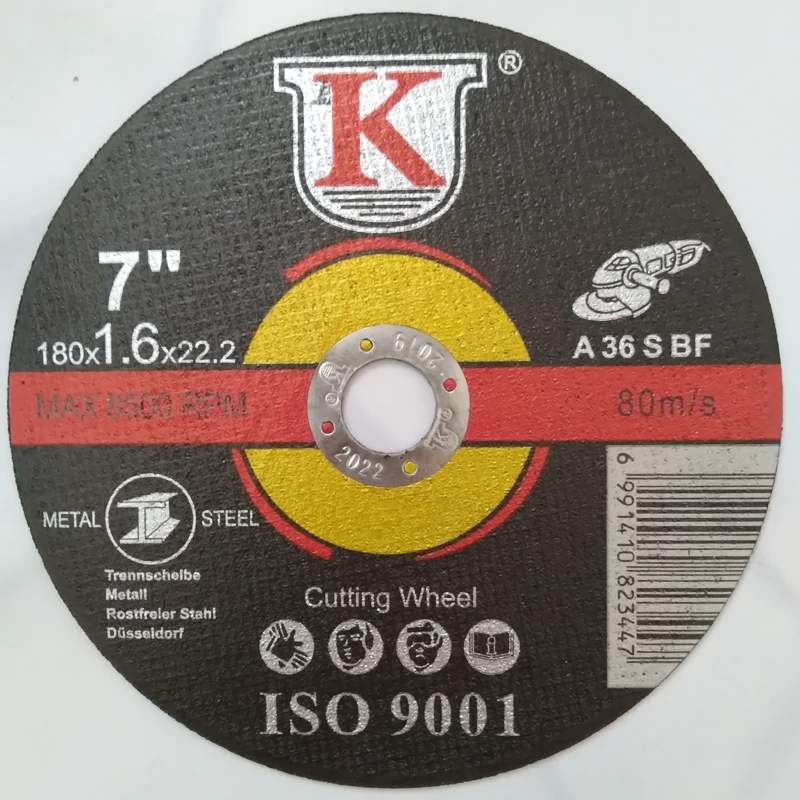 K
®
7"
180x1.6x22.2
A 36 S BF
MAX 8500 RPM
80m/s
2019
2022
METAL
STEEL
Trennscheibe
Metall
Rostfreier Stahl
Düsseldorf
6 991410 823447
Cutting Wheel
ISO 9001